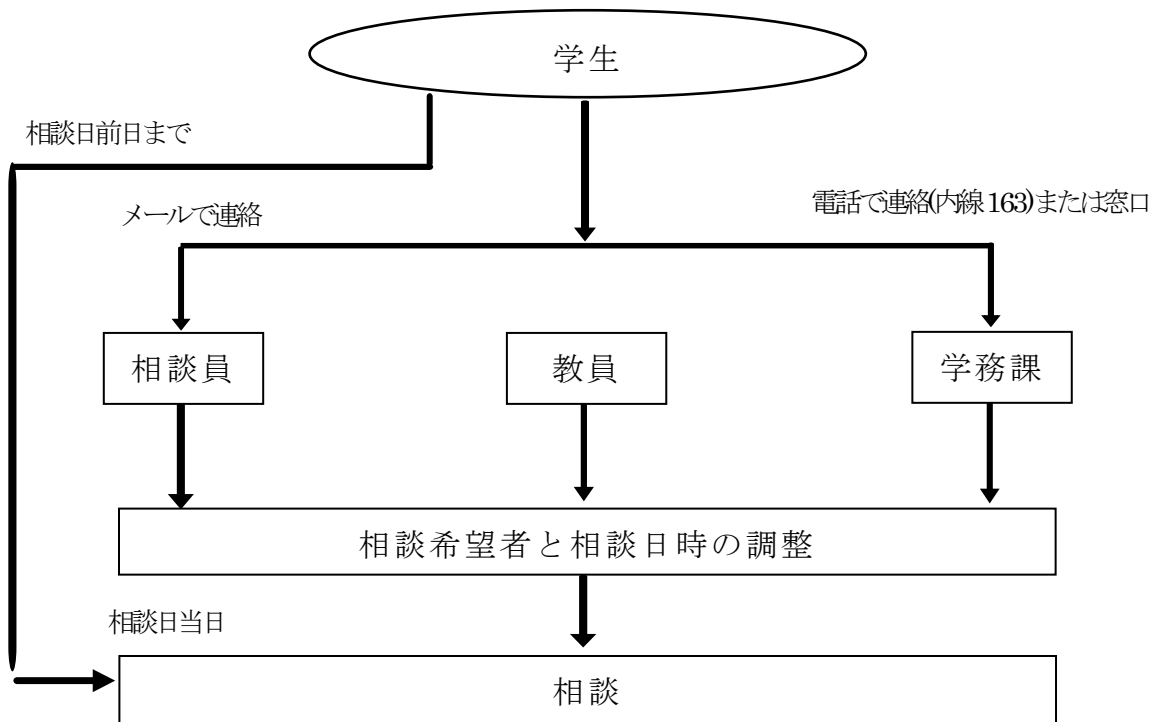 学生
相談日前日まで
メールで連絡
電話で連絡(内線163)または窓口
相談員
教員
学務課
相談希望者と相談日時の調整
相談日当日
相談